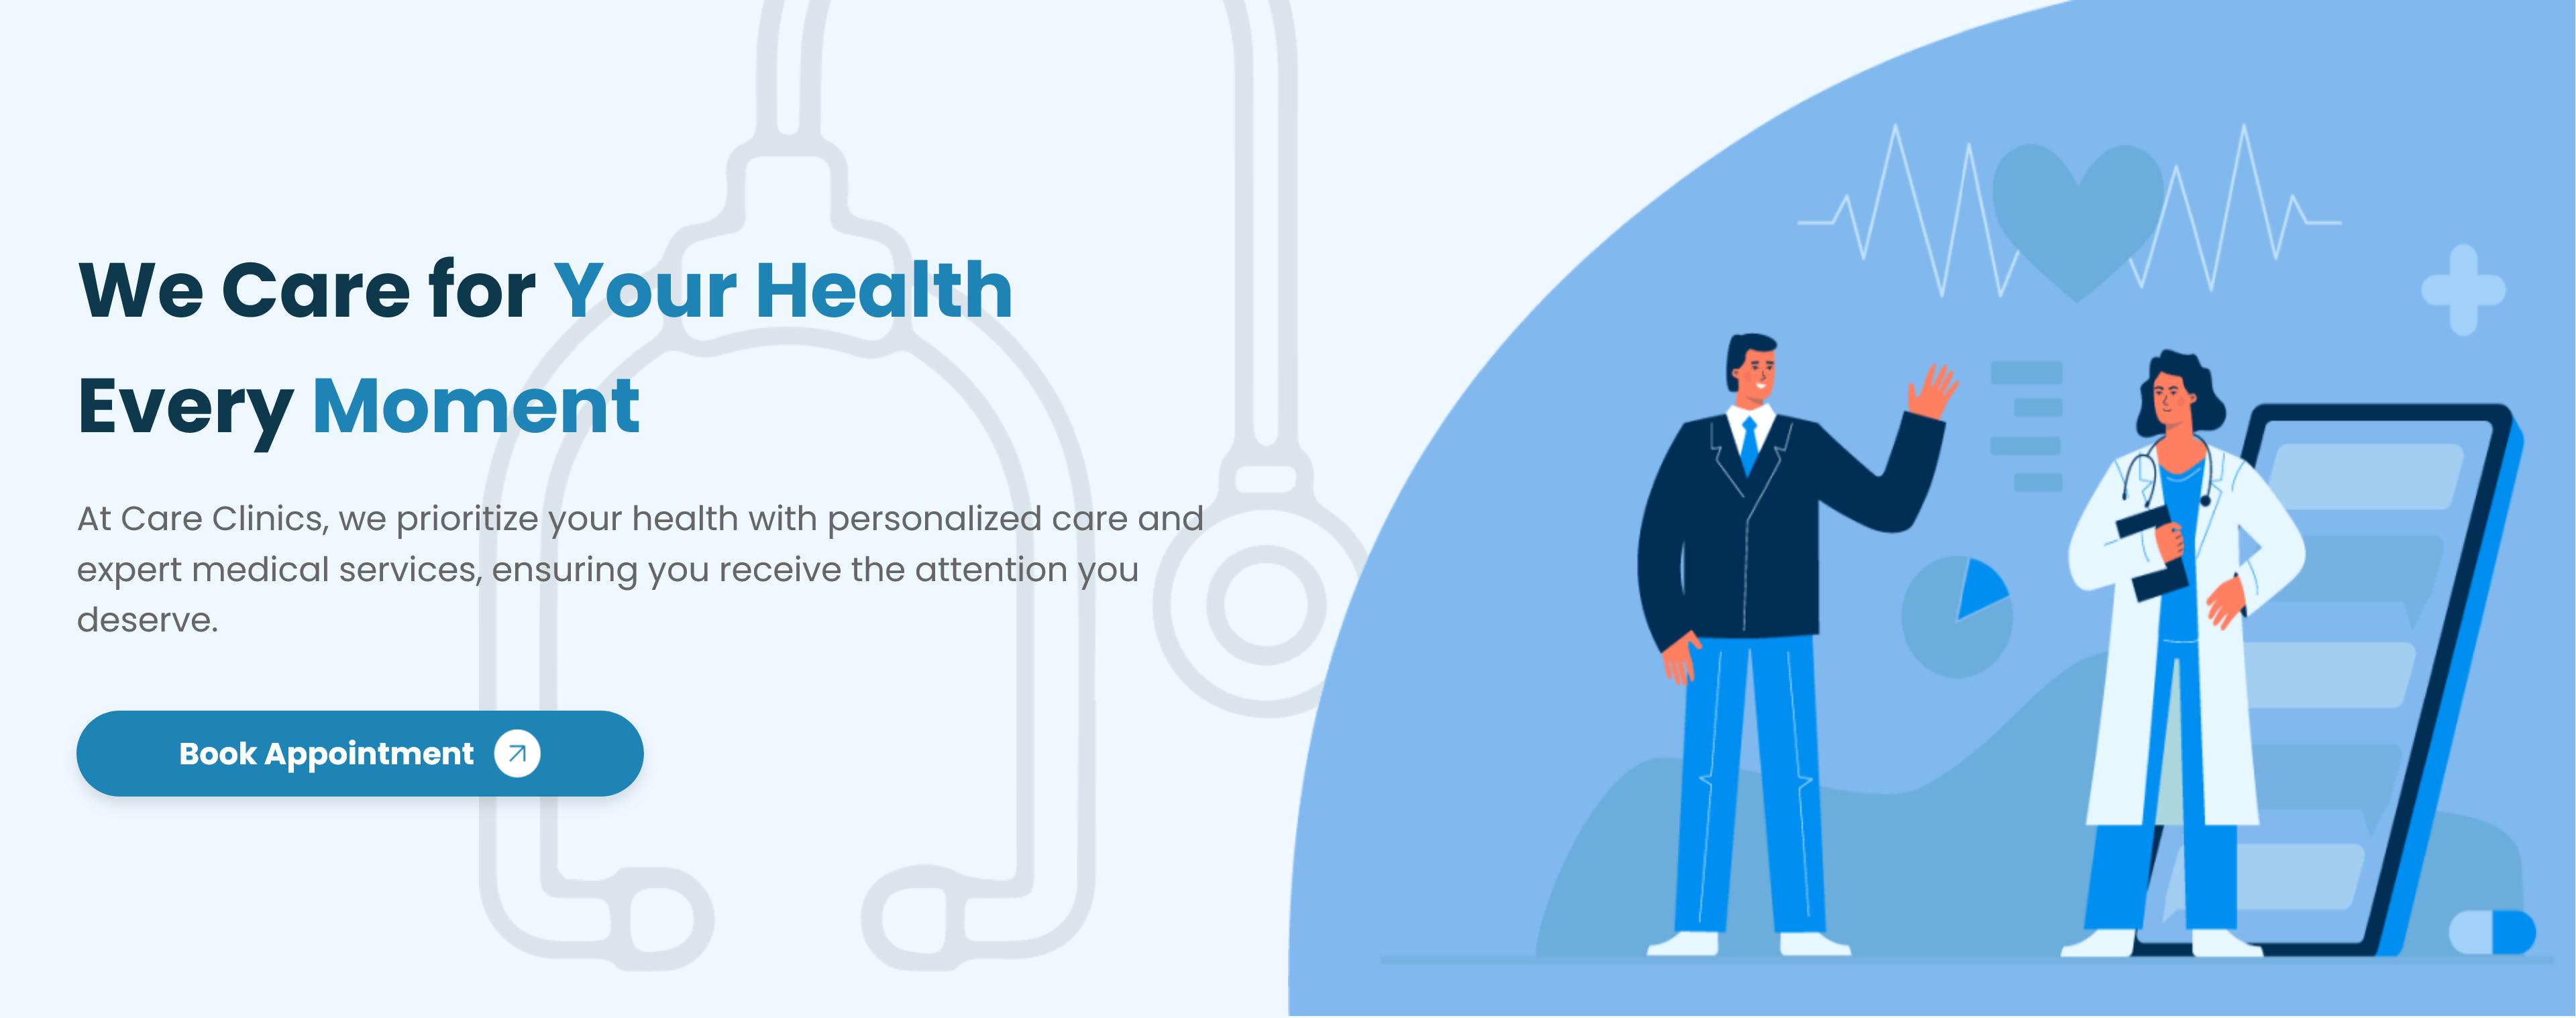 We Care for Your Health
Every Moment
At Care Clinics, we prioritize your health with personalized care and
expert medical services, ensuring you receive the attention you
deserve.
Book Appointment